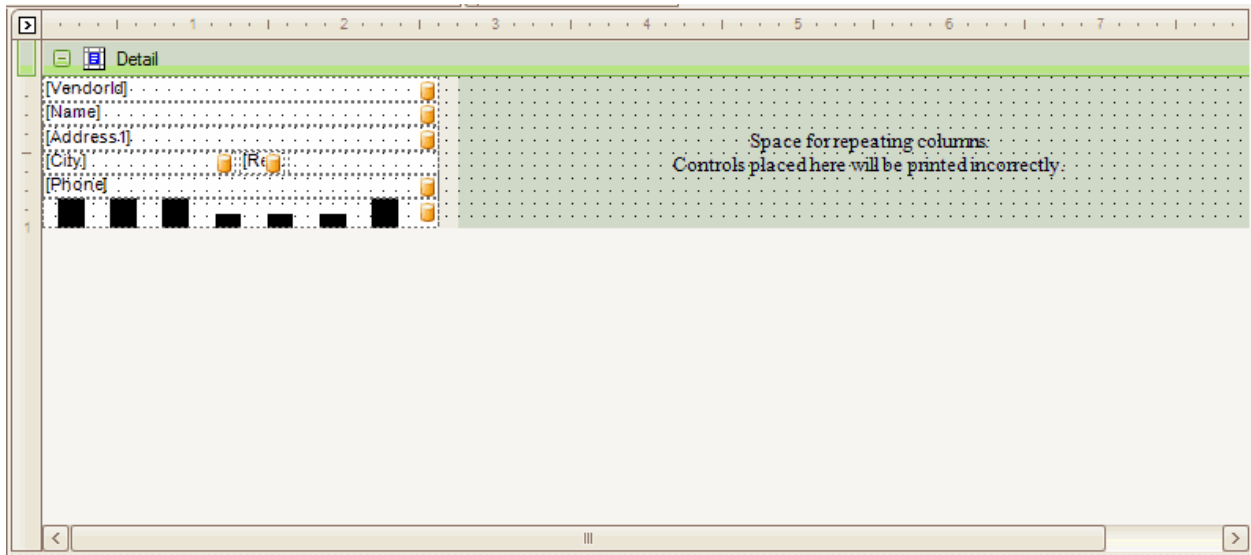 1 2 3 4 5 6 7
Detail
[VendorId]
[Name]
[Address1]
[City] [Re
[Phone]
1
Space for repeating columns.
Controls placed here will be printed incorrectly.